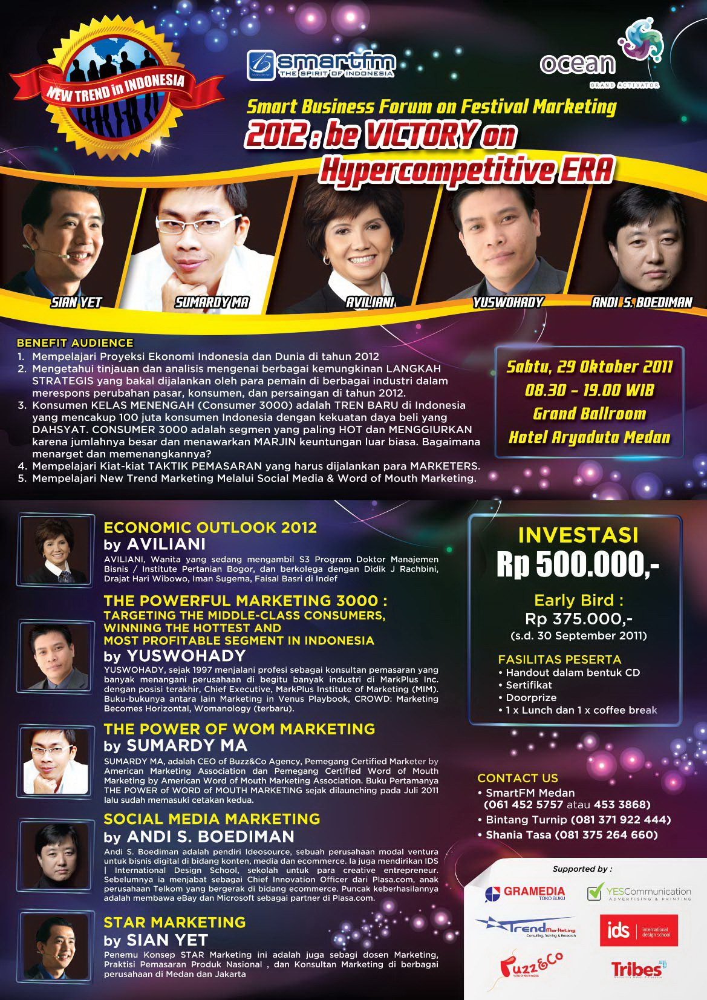 NEW TREND in INDONESIA
15
ANNIVERSARY
smartfm
THE SPIRIT OF INDONESIA
ocean
BRAND ACTIVATOR
Smart Business Forum on Festival Marketing
2012 : be VICTORY on
Hypercompetitive ERA
SIAN YET
SUMARDY MA
AVILIANI
YUSWOHADY
ANDI S. BOEDIMAN
BENEFIT AUDIENCE
1. Mempelajari Proyeksi Ekonomi Indonesia dan Dunia di tahun 2012
2. Mengetahui tinjauan dan analisis mengenai berbagai kemungkinan LANGKAH
STRATEGIS yang bakal dijalankan oleh para pemain di berbagai industri dalam
merespons perubahan pasar, konsumen, dan persaingan di tahun 2012.
3. Konsumen KELAS MENENGAH (Consumer 3000) adalah TREN BARU di Indonesia
yang mencakup 100 juta konsumen Indonesia dengan kekuatan daya beli yang
DAHSYAT. CONSUMER 3000 adalah segmen yang paling HOT dan MENGGIURKAN
karena jumlahnya besar dan menawarkan MARJIN keuntungan luar biasa. Bagaimana
menarget dan memenangkannya?
4. Mempelajari Kiat-kiat TAKTIK PEMASARAN yang harus dijalankan para MARKETERS.
5. Mempelajari New Trend Marketing Melalui Social Media & Word of Mouth Marketing.
Sabtu, 29 Oktober 2011
08.30 - 19.00 WIB
Grand Ballroom
Hotel Aryaduta Medan
ECONOMIC OUTLOOK 2012
by AVILIANI
AVILIANI, Wanita yang sedang mengambil S3 Program Doktor Manajemen
Bisnis / Institute Pertanian Bogor, dan berkolega dengan Didik J Rachbini,
Drajat Hari Wibowo, Iman Sugema, Faisal Basri di Indef
THE POWERFUL MARKETING 3000 :
TARGETING THE MIDDLE-CLASS CONSUMERS,
WINNING THE HOTTEST AND
MOST PROFITABLE SEGMENT IN INDONESIA
by YUSWOHADY
YUSWOHADY, sejak 1997 menjalani profesi sebagai konsultan pemasaran yang
banyak menangani perusahaan di begitu banyak industri di MarkPlus Inc.
dengan posisi terakhir, Chief Executive, MarkPlus Institute of Marketing (MIM).
Buku-bukunya antara lain Marketing in Venus Playbook, CROWD: Marketing
Becomes Horizontal, Womanology (terbaru).
THE POWER OF WOM MARKETING
by SUMARDY MA
SUMARDY MA, adalah CEO of Buzz&Co Agency, Pemegang Certified Marketer by
American Marketing Association dan Pemegang Certified Word of Mouth
Marketing by American Word of Mouth Marketing Association. Buku Pertamanya
THE POWER of WORD of MOUTH MARKETING sejak dilaunching pada Juli 2011
lalu sudah memasuki cetakan kedua.
SOCIAL MEDIA MARKETING
by ANDI S. BOEDIMAN
Andi S. Boediman adalah pendiri Ideosource, sebuah perusahaan modal ventura
untuk bisnis digital di bidang konten, media dan ecommerce. Ia juga mendirikan IDS
| International Design School, sekolah untuk para creative entrepreneur.
Sebelumnya ia menjabat sebagai Chief Innovation Officer dari Plasa.com, anak
perusahaan Telkom yang bergerak di bidang ecommerce. Puncak keberhasilannya
adalah membawa eBay dan Microsoft sebagai partner di Plasa.com.
STAR MARKETING
by SIAN YET
Penemu Konsep STAR Marketing ini adalah juga sebagi dosen Marketing,
Praktisi Pemasaran Produk Nasional , dan Konsultan Marketing di berbagai
perusahaan di Medan dan Jakarta
INVESTASI
Rp 500.000,-
Early Bird :
Rp 375.000,-
(s.d. 30 September 2011)
FASILITAS PESERTA
• Handout dalam bentuk CD
• Sertifikat
• Doorprize
• 1 x Lunch dan 1 x coffee break
CONTACT US
• SmartFM Medan
(061 452 5757 atau 453 3868)
• Bintang Turnip (081 371 922 444)
• Shania Tasa (081 375 264 660)
Supported by :
GRAMEDIA
TOKO BUKU
YESCommunication
ADVERTISING & PRINTING
Trend Marketing
Consulting, Training & Research
ids
international
design school
Buzz&Co
WORD OF MOUTH AGENCY
Tribes
Marketing Makes Difference